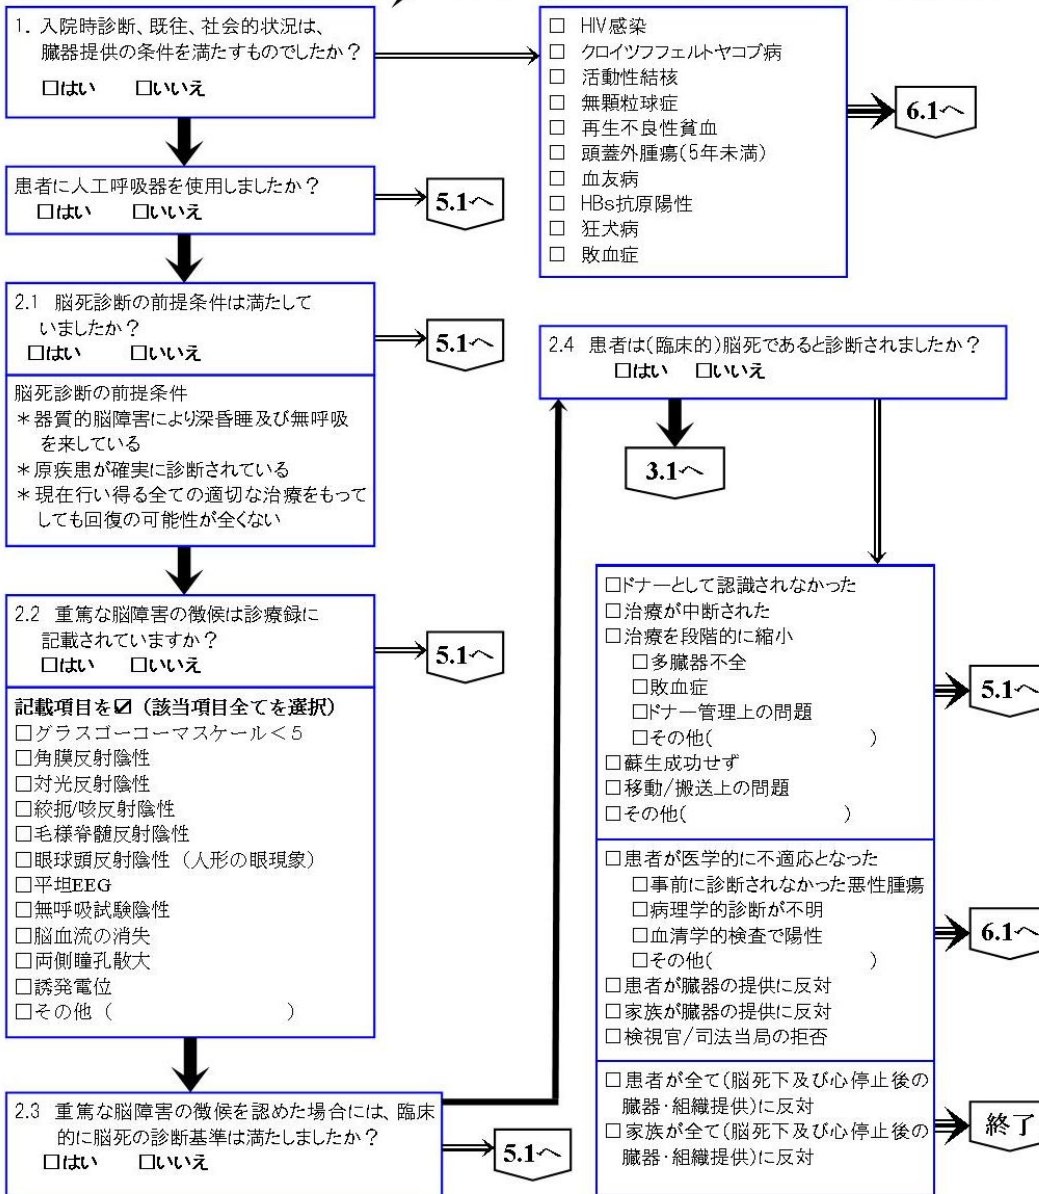 1. 入院時診断、既往、社会的状況は、
臓器提供の条件を満たすものでしたか？
□はい □いいえ
□ HIV感染
□ クロイツフフェルトヤコブ病
□ 活動性結核
□ 無顆粒球症
□ 再生不良性貧血
□ 頭蓋外腫瘍(5年未満)
□ 血友病
□ HBs抗原陽性
□ 狂犬病
□ 敗血症
6.1へ
患者に人工呼吸器を使用しましたか？
□はい □いいえ
5.1へ
2.1 脳死診断の前提条件は満たして
いましたか？
□はい □いいえ
5.1へ
脳死診断の前提条件
＊器質的脳障害により深昏睡及び無呼吸
を来している
＊原疾患が確実に診断されている
＊現在行い得る全ての適切な治療をもって
しても回復の可能性が全くない
2.2 重篤な脳障害の徴候は診療録に
記載されていますか？
□はい □いいえ
5.1へ
記載項目を☑（該当項目全てを選択）
□グラスゴーコーマスケール＜5
□角膜反射陰性
□対光反射陰性
□絞扼/咳反射陰性
□毛様脊髄反射陰性
□眼球頭反射陰性（人形の眼現象）
□平坦EEG
□無呼吸試験陰性
□脳血流の消失
□両側瞳孔散大
□誘発電位
□その他（ ）
2.3 重篤な脳障害の徴候を認めた場合には、臨床
的に脳死の診断基準は満たしましたか？
□はい □いいえ
5.1へ
2.4 患者は(臨床的)脳死であると診断されましたか？
□はい □いいえ
3.1へ
□ドナーとして認識されなかった
□治療が中断された
□治療を段階的に縮小
□多臓器不全
□敗血症
□ドナー管理上の問題
□その他( )
□蘇生成功せず
□移動/搬送上の問題
□その他( )
5.1へ
□患者が医学的に不適応となった
□事前に診断されなかった悪性腫瘍
□病理学的診断が不明
□血清学的検査で陽性
□その他( )
□患者が臓器の提供に反対
□家族が臓器の提供に反対
□検視官/司法当局の拒否
6.1へ
□患者が全て(脳死下及び心停止後の
臓器・組織提供)に反対
□家族が全て(脳死下及び心停止後の
臓器・組織提供)に反対
終了